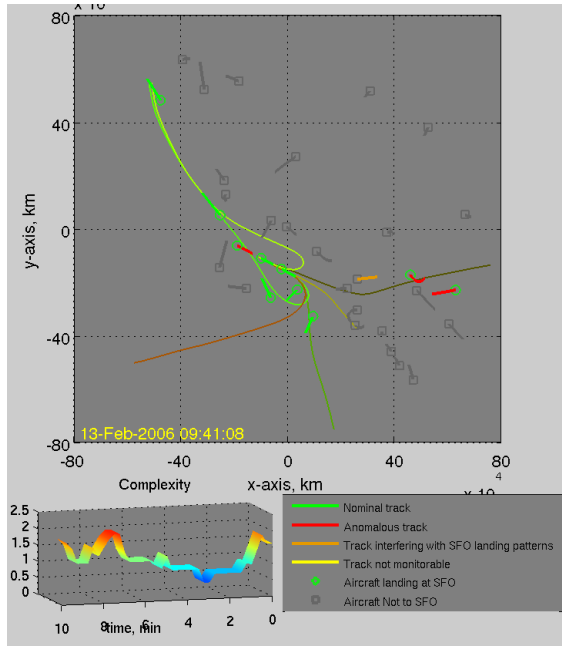 x 10
80
40
0
-40
-80
y-axis, km
13-Feb-2006 09:41:08
-80 -40 0 40 80
x-axis, km
4
x 10
Complexity
2.5
2
1.5
1
0.5
0
10 8 6 4 2 0
time, min
Nominal track
Anomalous track
Track interfering with SFO landing patterns
Track not monitorable
Aircraft landing at SFO
Aircraft Not to SFO